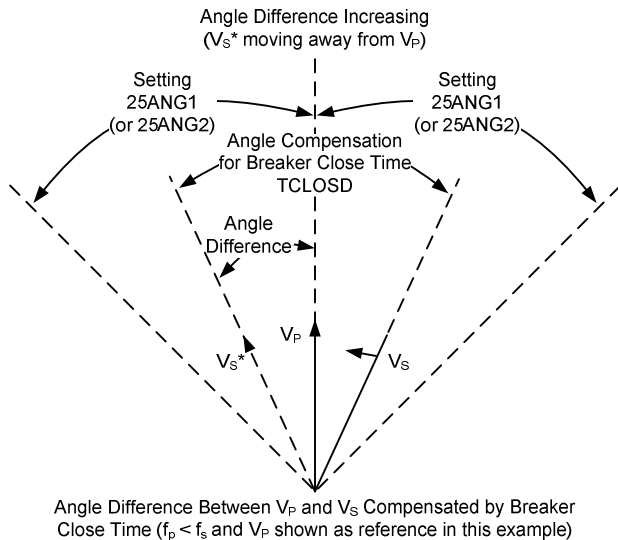 Angle Difference Increasing
(VS* moving away from VP)
Setting
25ANG1
(or 25ANG2)
Setting
25ANG1
(or 25ANG2)
Angle Compensation
for Breaker Close Time
TCLOSD
Angle
Difference
VP
VS*
VS
Angle Difference Between VP and VS Compensated by Breaker
Close Time (fp < fs and VP shown as reference in this example)